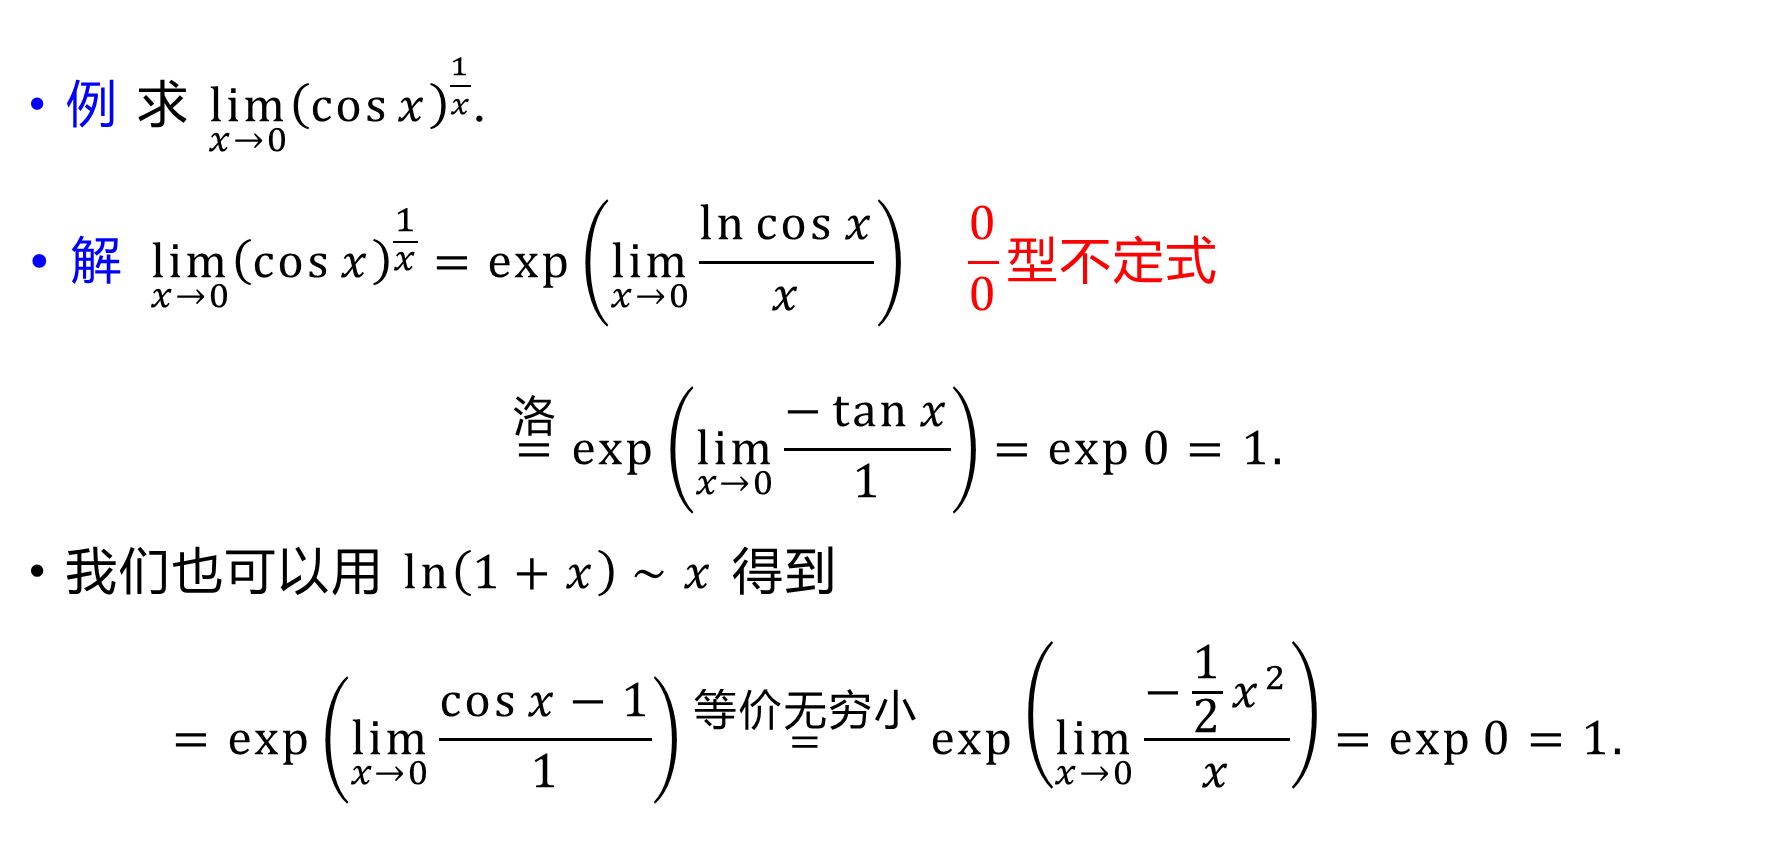 • 例 求 lim_{x→0}(cos x)^{1/x}.
• 解 lim_{x→0}(cos x)^{1/x} = exp(lim_{x→0} (ln cos x)/x) 0/0 型不定式
洛= exp(lim_{x→0} (− tan x)/1) = exp 0 = 1.
• 我们也可以用 ln(1 + x) ~ x 得到
= exp(lim_{x→0} (cos x − 1)/1) 等价无穷小= exp(lim_{x→0} (−1/2 x²)/x) = exp 0 = 1.